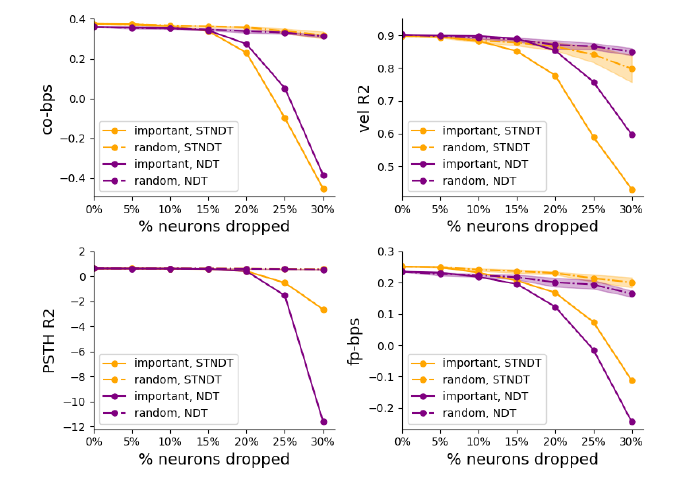 0.4
0.2
0.0
−0.2
−0.4
co-bps
important, STNDT
random, STNDT
important, NDT
random, NDT
0% 5% 10% 15% 20% 25% 30%
% neurons dropped
0.9
0.8
0.7
0.6
0.5
vel R2
important, STNDT
random, STNDT
important, NDT
random, NDT
0% 5% 10% 15% 20% 25% 30%
% neurons dropped
2
0
−2
−4
−6
−8
−10
−12
PSTH R2
important, STNDT
random, STNDT
important, NDT
random, NDT
0% 5% 10% 15% 20% 25% 30%
% neurons dropped
0.3
0.2
0.1
0.0
−0.1
−0.2
fp-bps
important, STNDT
random, STNDT
important, NDT
random, NDT
0% 5% 10% 15% 20% 25% 30%
% neurons dropped